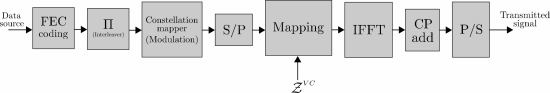 Data
source
FEC
coding
Π
(Interleaver)
Constellation
mapper
(Modulation)
S/P
Mapping
𝒵^{VC}
IFFT
CP
add
P/S
Transmitted
signal